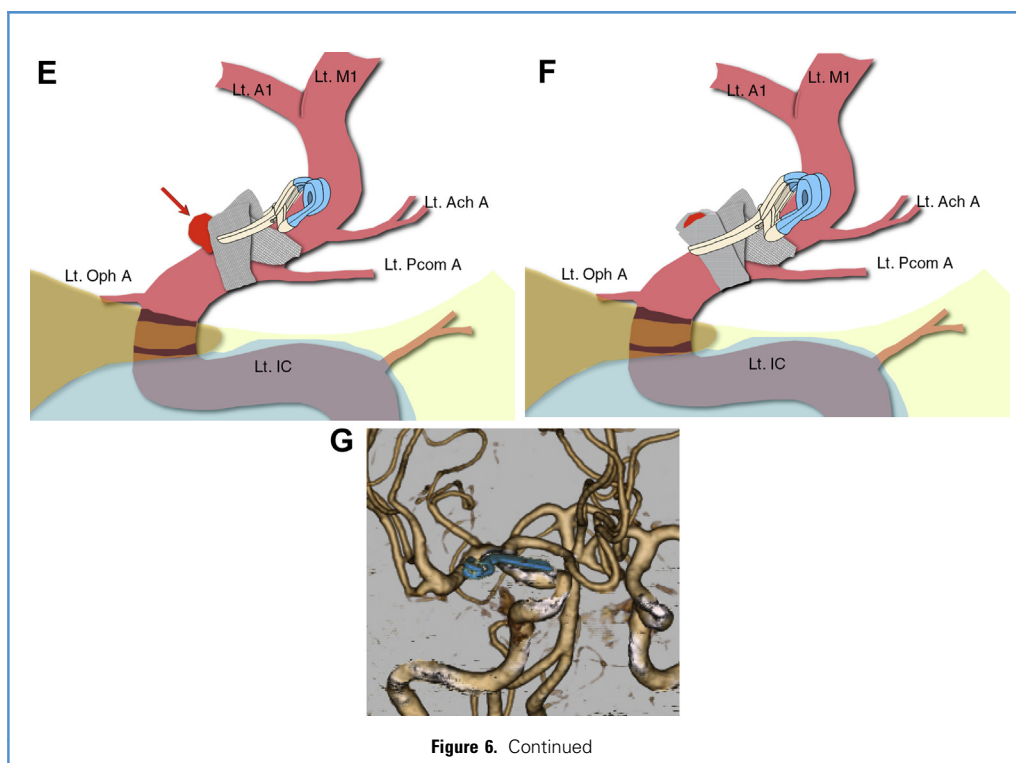 E
Lt. A1
Lt. M1
Lt. Ach A
Lt. Oph A
Lt. Pcom A
Lt. IC
F
Lt. A1
Lt. M1
Lt. Ach A
Lt. Oph A
Lt. Pcom A
Lt. IC
G
Figure 6. Continued